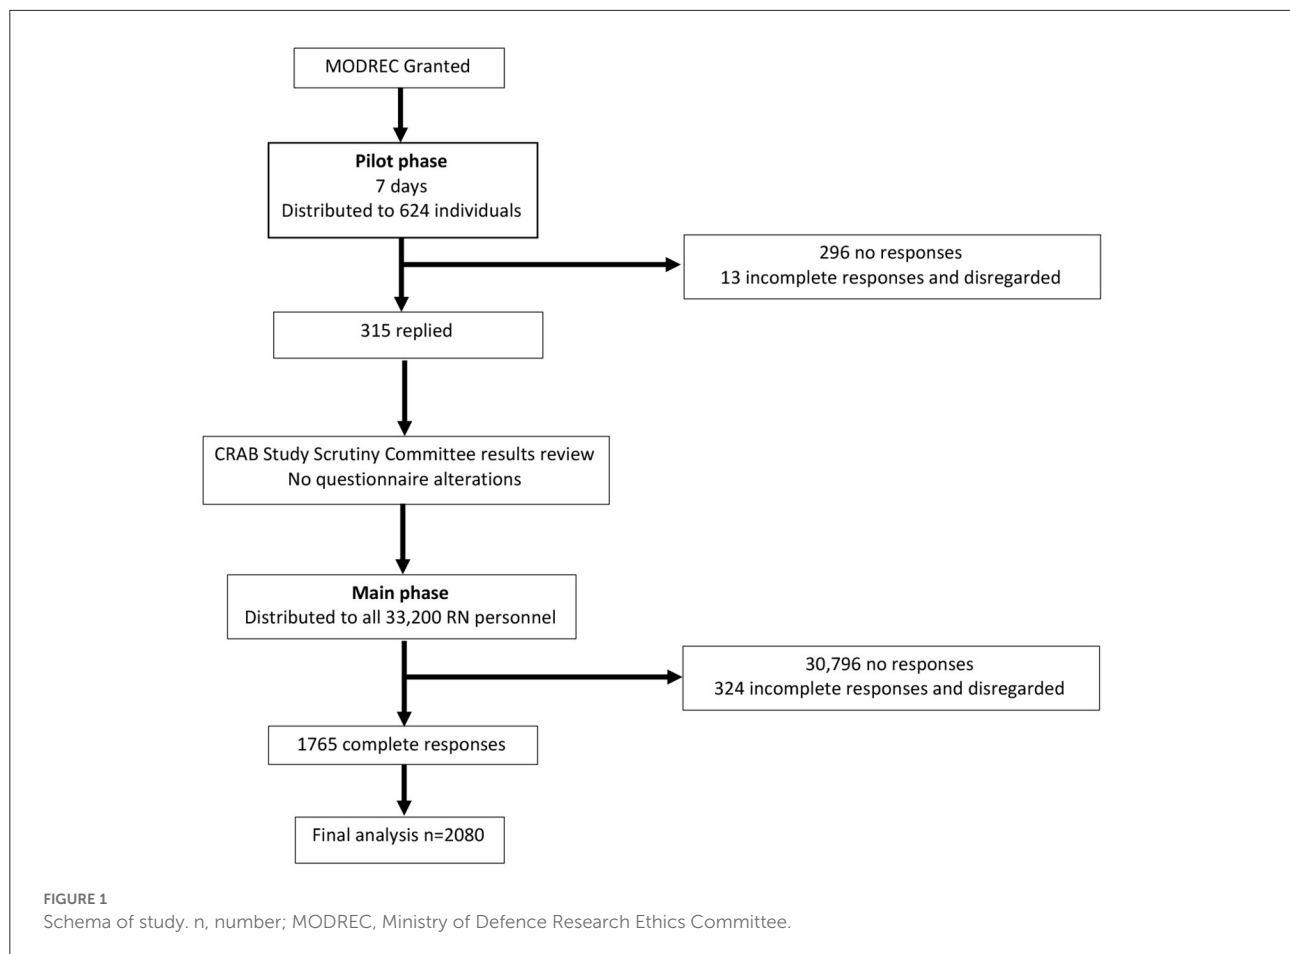 MODREC Granted
Pilot phase
7 days
Distributed to 624 individuals
296 no responses
13 incomplete responses and disregarded
315 replied
CRAB Study Scrutiny Committee results review
No questionnaire alterations
Main phase
Distributed to all 33,200 RN personnel
30,796 no responses
324 incomplete responses and disregarded
1765 complete responses
Final analysis n=2080
FIGURE 1
Schema of study. n, number; MODREC, Ministry of Defence Research Ethics Committee.